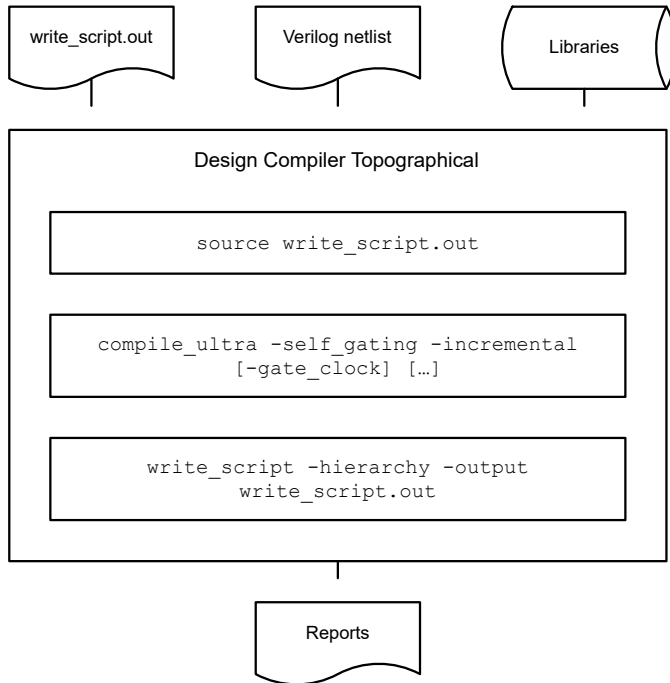 write_script.out
Verilog netlist
Libraries
Design Compiler Topographical
source write_script.out
compile_ultra -self_gating -incremental
[-gate_clock] […]
write_script -hierarchy -output
write_script.out
Reports